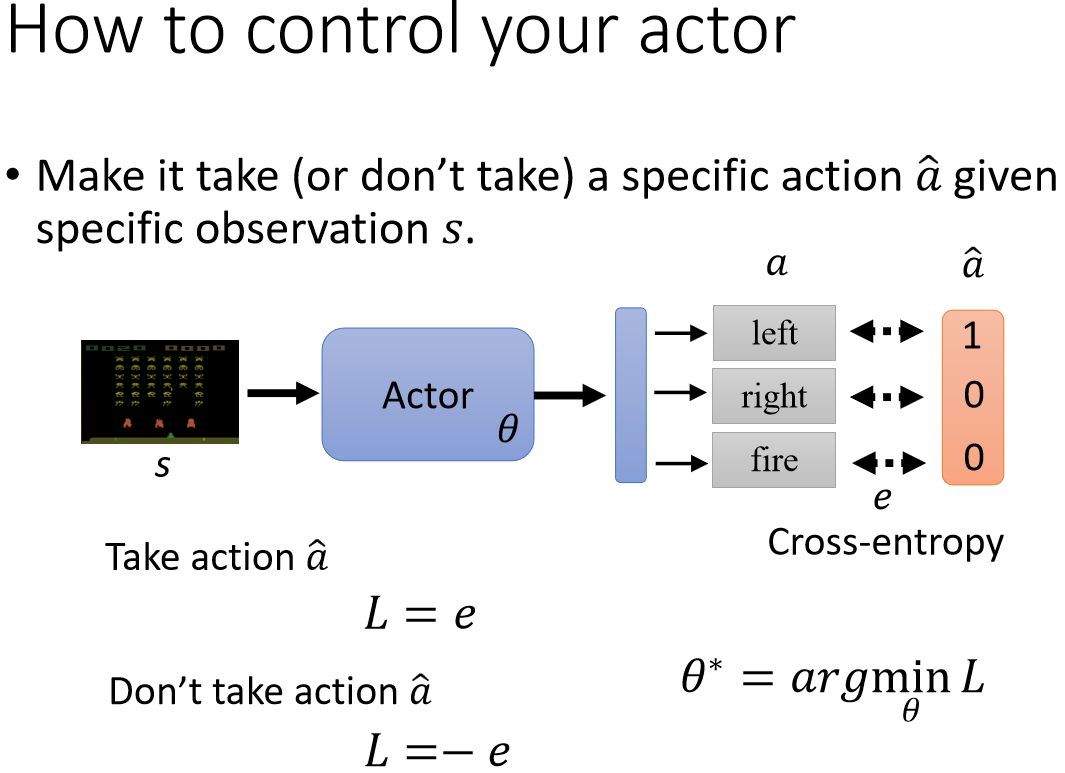 How to control your actor
• Make it take (or don't take) a specific action â given
specific observation s.
a
â
left
1
Actor
right
0
θ
fire
0
s
e
Cross-entropy
Take action â
L = e
Don't take action â
θ* = arg min L
θ
L =− e